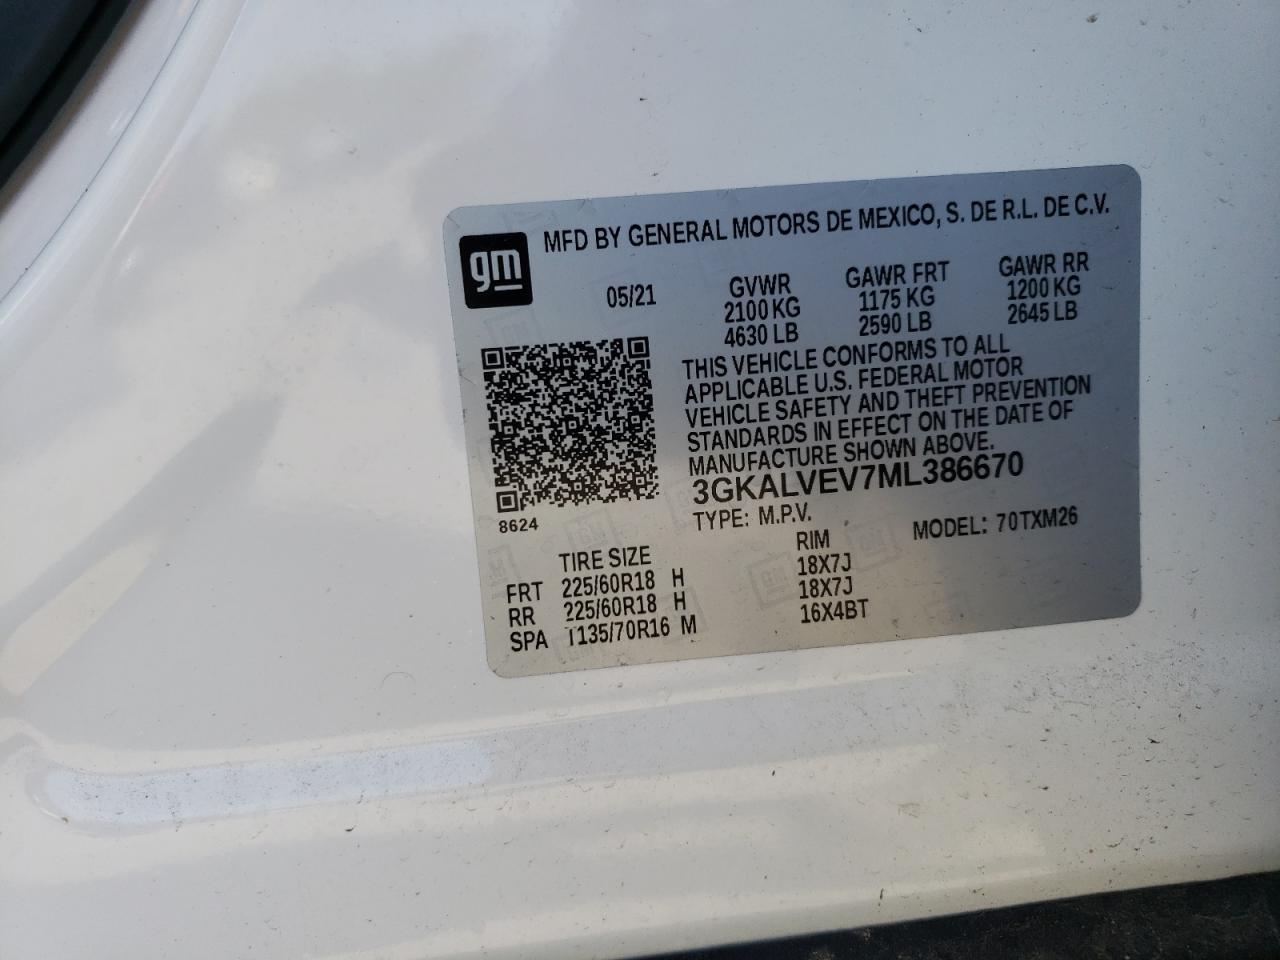 gm
MFD BY GENERAL MOTORS DE MEXICO, S. DE R.L. DE C.V.
05/21 GVWR GAWR FRT GAWR RR
2100 KG 1175 KG 1200 KG
4630 LB 2590 LB 2645 LB
THIS VEHICLE CONFORMS TO ALL
APPLICABLE U.S. FEDERAL MOTOR
VEHICLE SAFETY AND THEFT PREVENTION
STANDARDS IN EFFECT ON THE DATE OF
MANUFACTURE SHOWN ABOVE.
3GKALVEV7ML386670
8624
TYPE: M.P.V. MODEL: 70TXM26
TIRE SIZE RIM
FRT 225/60R18 H 18X7J
RR 225/60R18 H 18X7J
SPA T135/70R16 M 16X4BT